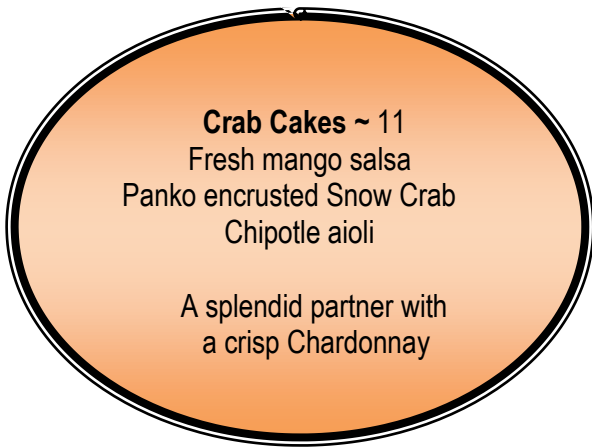 Crab Cakes ~ 11
Fresh mango salsa
Panko encrusted Snow Crab
Chipotle aioli
A splendid partner with
a crisp Chardonnay